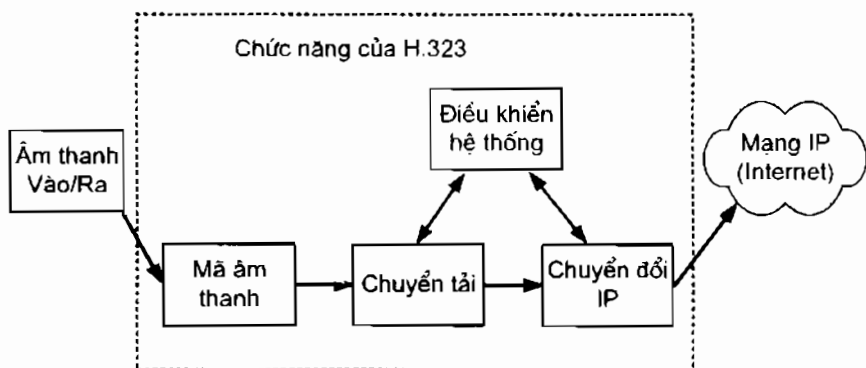 Chức năng của H.323
Âm thanh
Vào/Ra
Điều khiển
hệ thống
Mạng IP
(Internet)
Mã âm
thanh
Chuyển tải
Chuyển đổi
IP